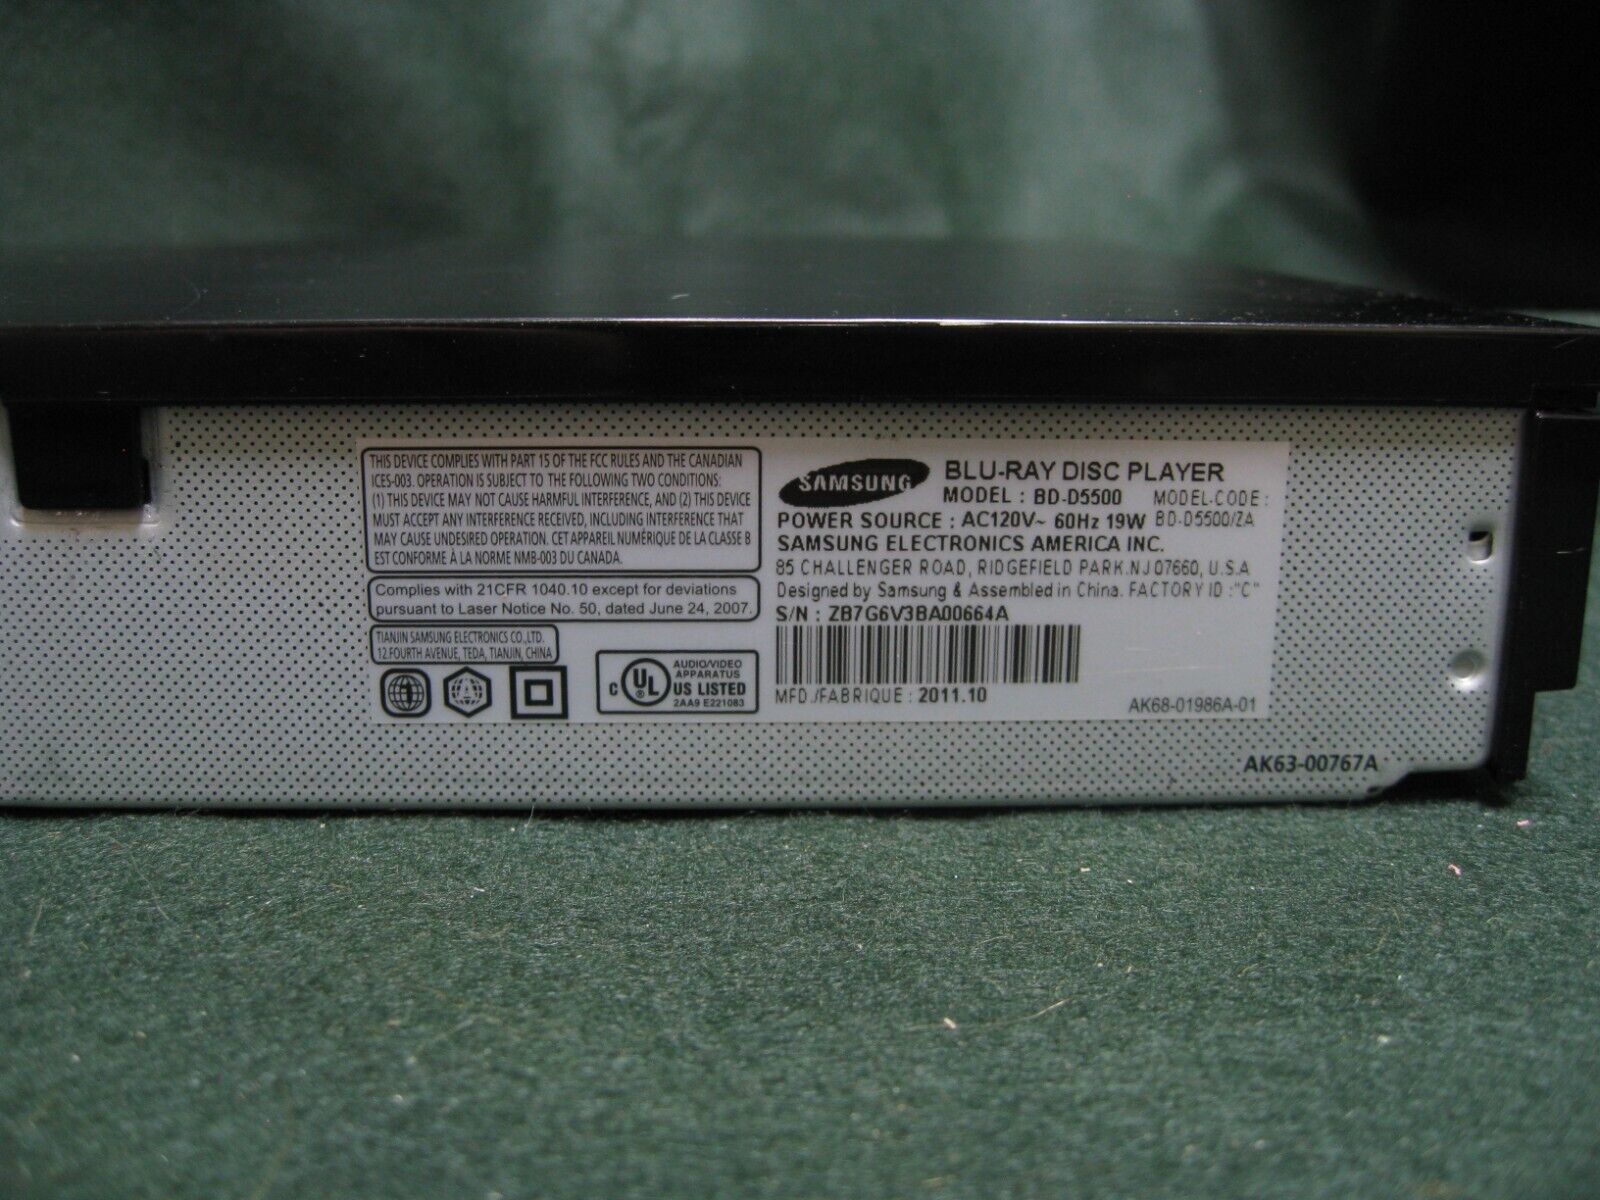 THIS DEVICE COMPLIES WITH PART 15 OF THE FCC RULES AND THE CANADIAN
ICES-003. OPERATION IS SUBJECT TO THE FOLLOWING TWO CONDITIONS:
(1) THIS DEVICE MAY NOT CAUSE HARMFUL INTERFERENCE, AND (2) THIS DEVICE
MUST ACCEPT ANY INTERFERENCE RECEIVED, INCLUDING INTERFERENCE THAT
MAY CAUSE UNDESIRED OPERATION. CET APPAREIL NUMÉRIQUE DE LA CLASSE B
EST CONFORME À LA NORME NMB-003 DU CANADA.
Complies with 21CFR 1040.10 except for deviations
pursuant to Laser Notice No. 50, dated June 24, 2007.
TIANJIN SAMSUNG ELECTRONICS CO.,LTD.
12.FOURTH AVENUE, TEDA, TIANJIN, CHINA
1
A
C UL ® US LISTED
AUDIO/VIDEO
APPARATUS
2AA9 E221083
SAMSUNG
BLU-RAY DISC PLAYER
MODEL : BD-D5500 MODEL-CODE :
POWER SOURCE : AC120V~ 60Hz 19W BD-D5500/ZA
SAMSUNG ELECTRONICS AMERICA INC.
85 CHALLENGER ROAD, RIDGEFIELD PARK.NJ 07660, U.S.A
Designed by Samsung & Assembled in China. FACTORY ID :"C"
S/N : ZB7G6V3BA00664A
MFD./FABRIQUE : 2011.10
AK68-01986A-01
AK63-00767A